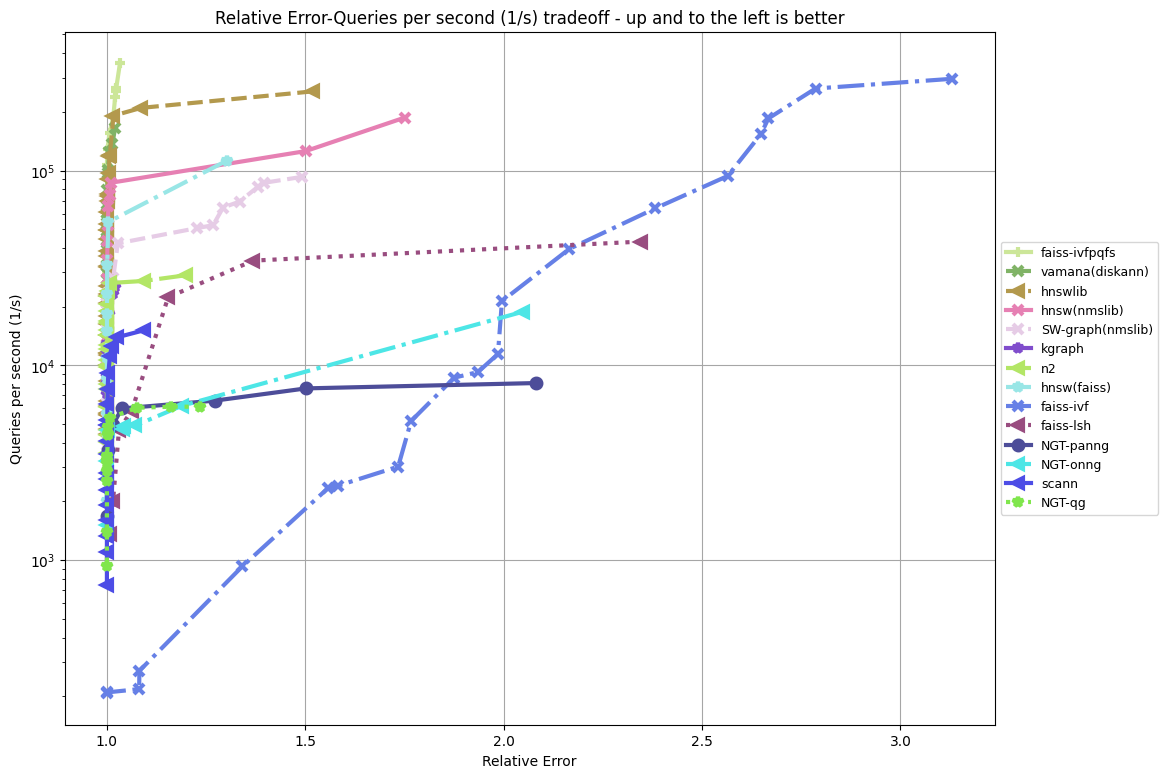 Relative Error-Queries per second (1/s) tradeoff - up and to the left is better
Queries per second (1/s)
10^5
10^4
10^3
1.0 1.5 2.0 2.5 3.0
Relative Error
faiss-ivfpqfs
vamana(diskann)
hnswlib
hnsw(nmslib)
SW-graph(nmslib)
kgraph
n2
hnsw(faiss)
faiss-ivf
faiss-lsh
NGT-panng
NGT-onng
scann
NGT-qg